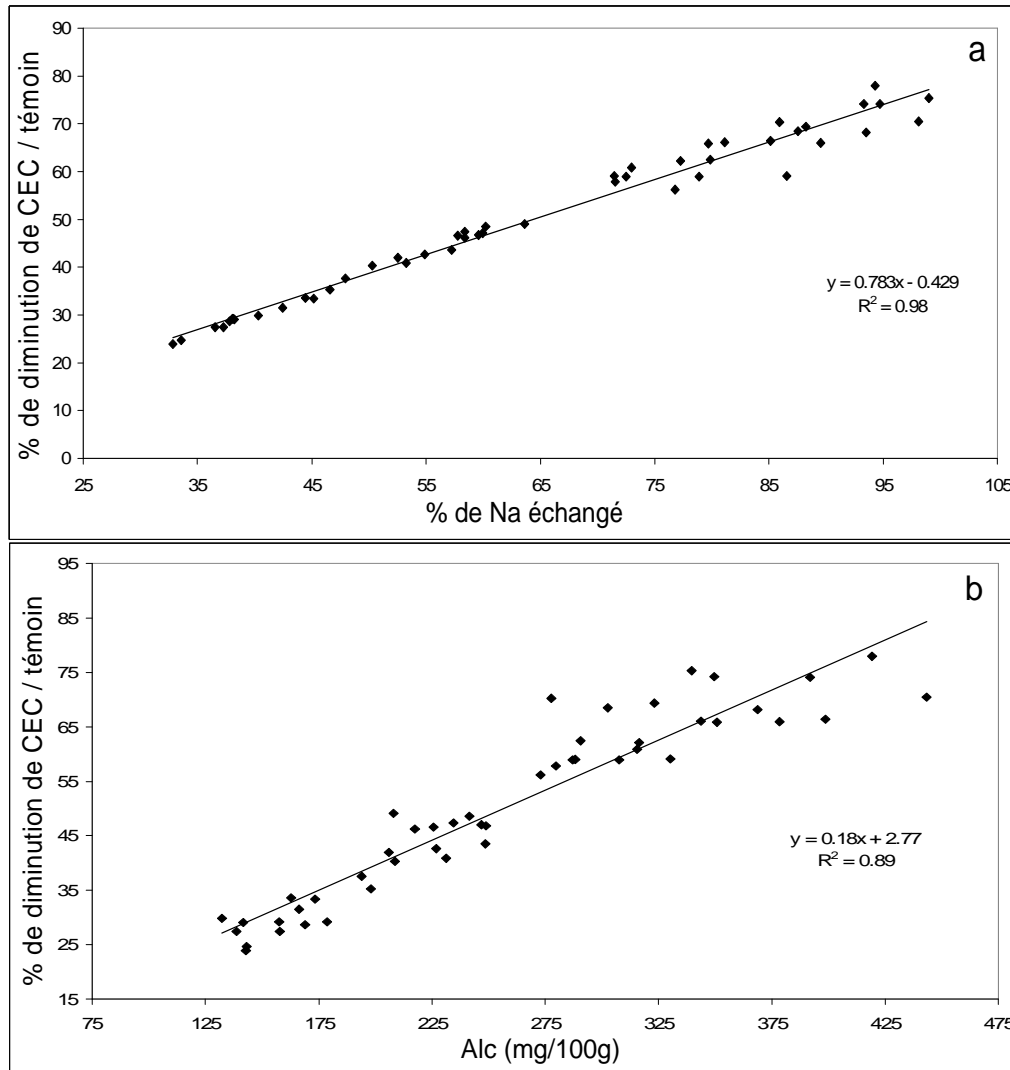 a
90
80
70
60
50
40
30
20
10
0
% de diminution de CEC / témoin
y = 0.783x - 0.429
R² = 0.98
25 35 45 55 65 75 85 95 105
% de Na échangé
b
95
85
75
65
55
45
35
25
15
% de diminution de CEC / témoin
y = 0.18x + 2.77
R² = 0.89
75 125 175 225 275 325 375 425 475
Alc (mg/100g)